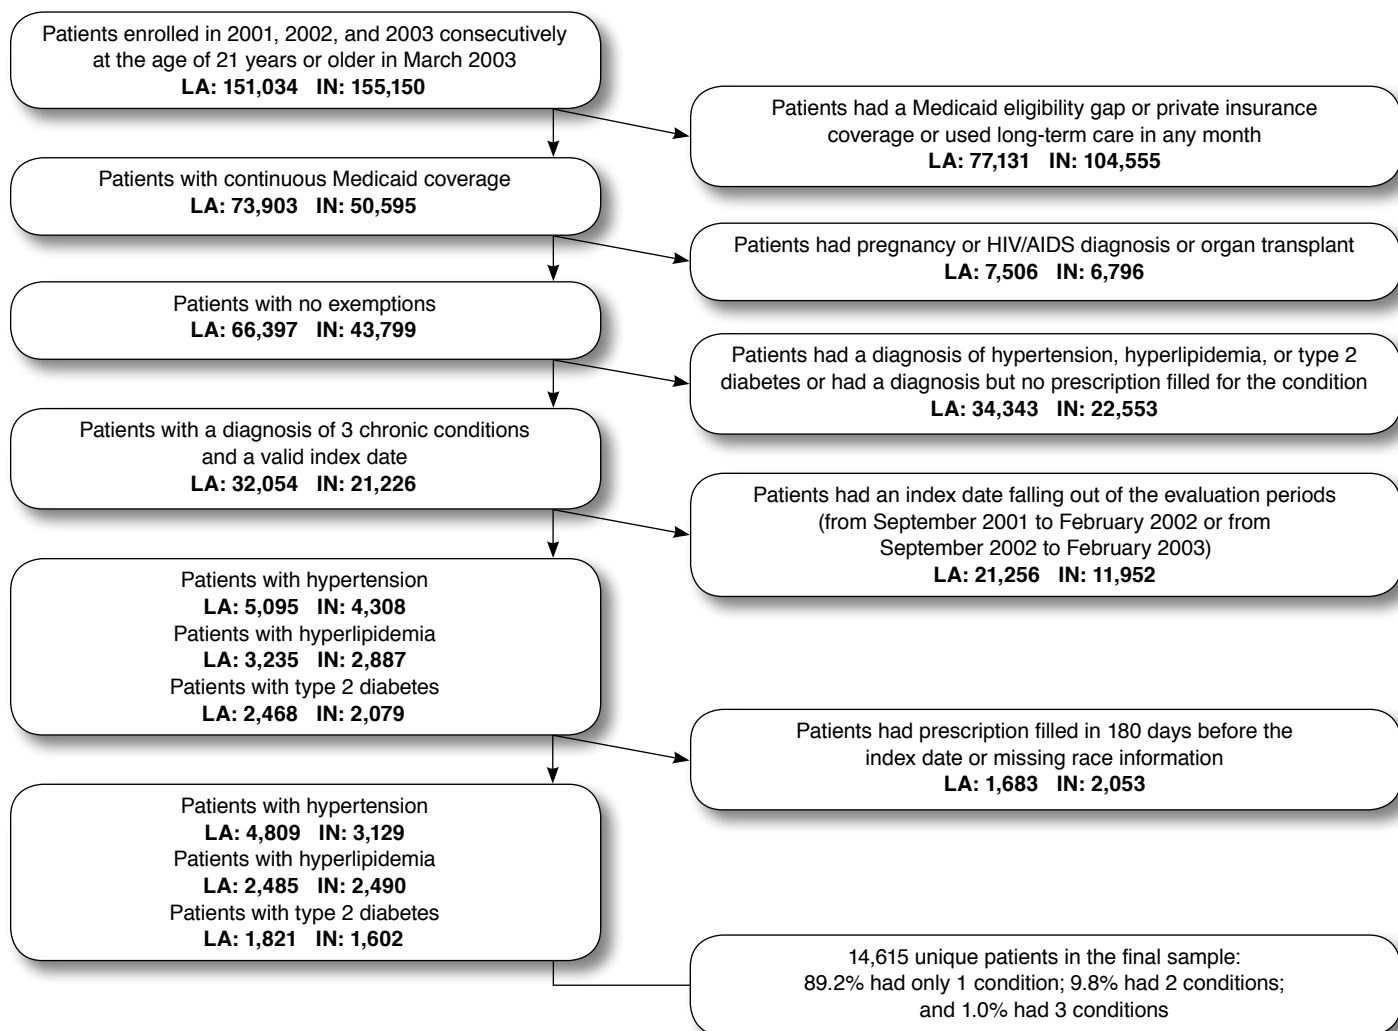 Patients enrolled in 2001, 2002, and 2003 consecutively
at the age of 21 years or older in March 2003
LA: 151,034 IN: 155,150
Patients had a Medicaid eligibility gap or private insurance
coverage or used long-term care in any month
LA: 77,131 IN: 104,555
Patients with continuous Medicaid coverage
LA: 73,903 IN: 50,595
Patients had pregnancy or HIV/AIDS diagnosis or organ transplant
LA: 7,506 IN: 6,796
Patients with no exemptions
LA: 66,397 IN: 43,799
Patients had a diagnosis of hypertension, hyperlipidemia, or type 2
diabetes or had a diagnosis but no prescription filled for the condition
LA: 34,343 IN: 22,553
Patients with a diagnosis of 3 chronic conditions
and a valid index date
LA: 32,054 IN: 21,226
Patients had an index date falling out of the evaluation periods
(from September 2001 to February 2002 or from
September 2002 to February 2003)
LA: 21,256 IN: 11,952
Patients with hypertension
LA: 5,095 IN: 4,308
Patients with hyperlipidemia
LA: 3,235 IN: 2,887
Patients with type 2 diabetes
LA: 2,468 IN: 2,079
Patients had prescription filled in 180 days before the
index date or missing race information
LA: 1,683 IN: 2,053
Patients with hypertension
LA: 4,809 IN: 3,129
Patients with hyperlipidemia
LA: 2,485 IN: 2,490
Patients with type 2 diabetes
LA: 1,821 IN: 1,602
14,615 unique patients in the final sample:
89.2% had only 1 condition; 9.8% had 2 conditions;
and 1.0% had 3 conditions